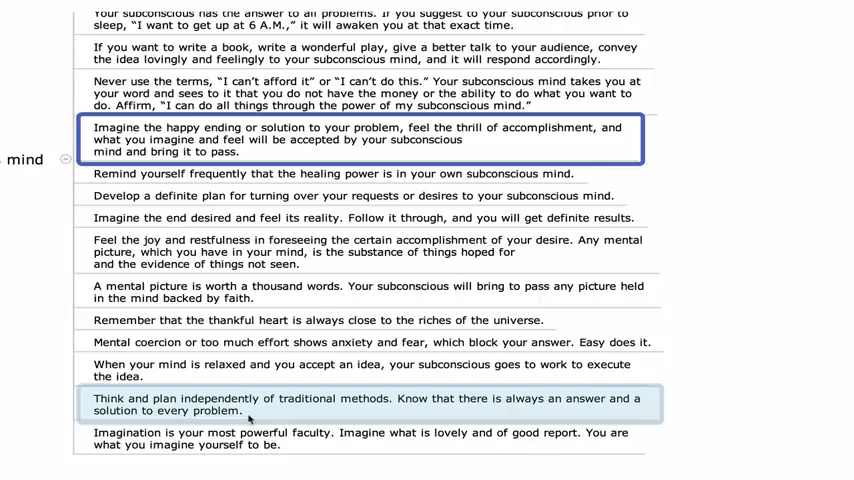 Your subconscious has the answer to all problems. If you suggest to your subconscious prior to
sleep, “I want to get up at 6 A.M.,” it will awaken you at that exact time.
If you want to write a book, write a wonderful play, give a better talk to your audience, convey
the idea lovingly and feelingly to your subconscious mind, and it will respond accordingly.
Never use the terms, “I can’t afford it” or “I can’t do this.” Your subconscious mind takes you at
your word and sees to it that you do not have the money or the ability to do what you want to
do. Affirm, “I can do all things through the power of my subconscious mind.”
Imagine the happy ending or solution to your problem, feel the thrill of accomplishment, and
what you imagine and feel will be accepted by your subconscious
mind and bring it to pass.
mind
Remind yourself frequently that the healing power is in your own subconscious mind.
Develop a definite plan for turning over your requests or desires to your subconscious mind.
Imagine the end desired and feel its reality. Follow it through, and you will get definite results.
Feel the joy and restfulness in foreseeing the certain accomplishment of your desire. Any mental
picture, which you have in your mind, is the substance of things hoped for
and the evidence of things not seen.
A mental picture is worth a thousand words. Your subconscious will bring to pass any picture held
in the mind backed by faith.
Remember that the thankful heart is always close to the riches of the universe.
Mental coercion or too much effort shows anxiety and fear, which block your answer. Easy does it.
When your mind is relaxed and you accept an idea, your subconscious goes to work to execute
the idea.
Think and plan independently of traditional methods. Know that there is always an answer and a
solution to every problem.
Imagination is your most powerful faculty. Imagine what is lovely and of good report. You are
what you imagine yourself to be.